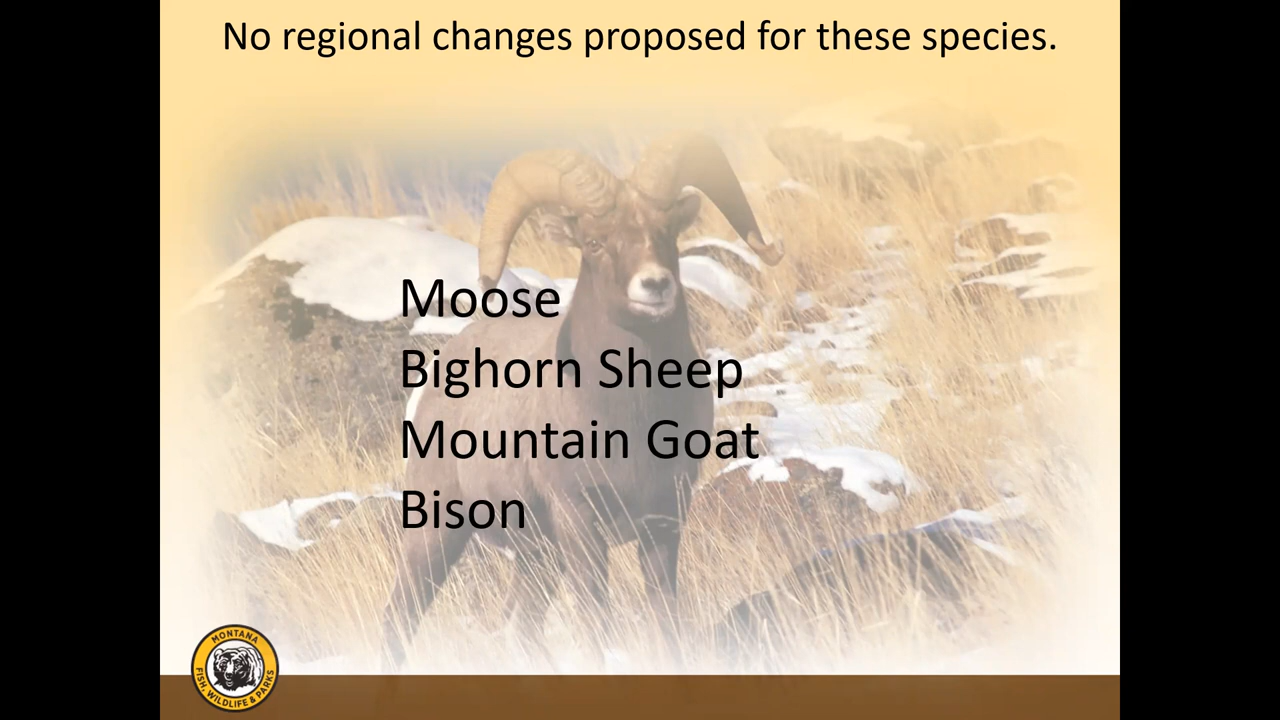 No regional changes proposed for these species.
Moose
Bighorn Sheep
Mountain Goat
Bison
MONTANA
FISH, WILDLIFE & PARKS